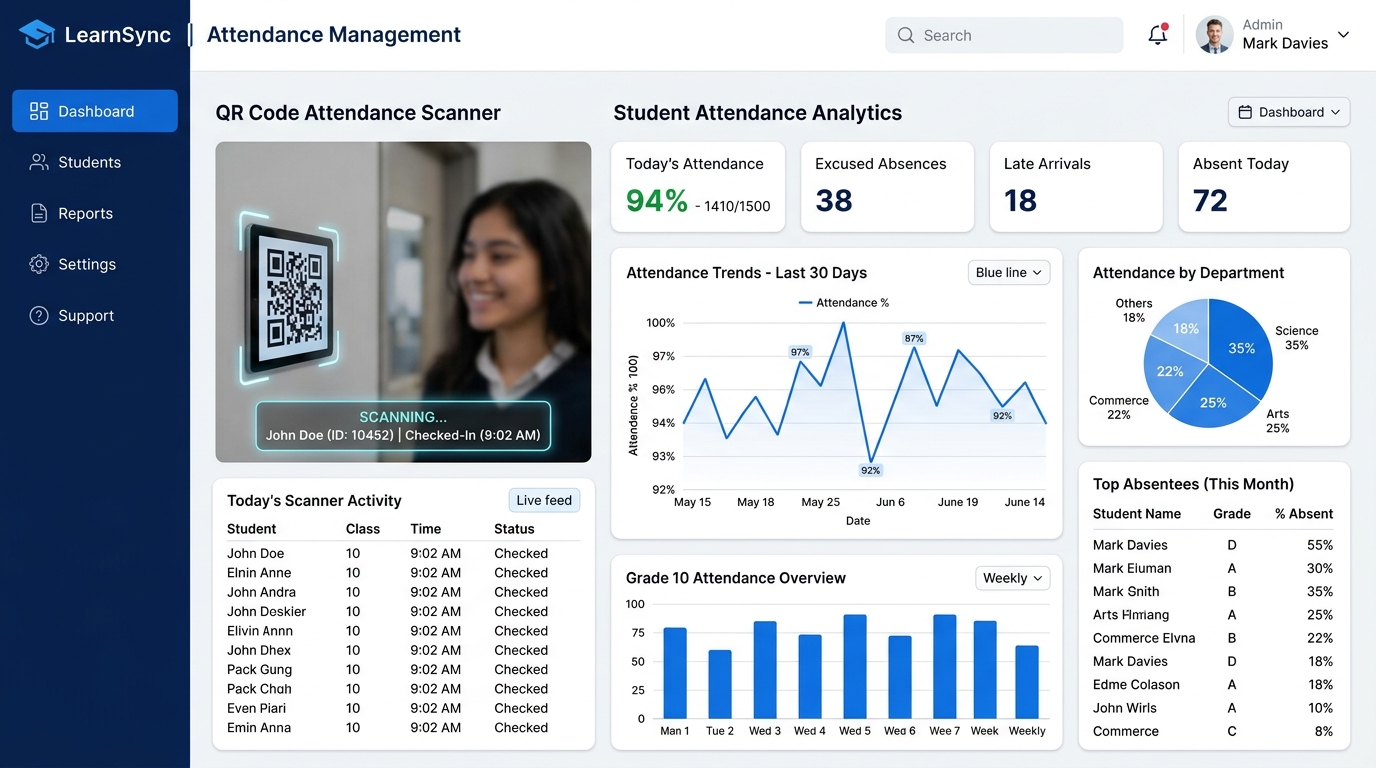 LearnSync
Attendance Management
Search
Admin
Mark Davies
Dashboard
Students
Reports
Settings
Support
QR Code Attendance Scanner
SCANNING...
John Doe (ID: 10452) | Checked-In (9:02 AM)
Today's Scanner Activity
Live feed
Student Class Time Status
John Doe 10 9:02 AM Checked
Elnin Anne 10 9:02 AM Checked
John Andra 10 9:02 AM Checked
John Doskier 10 9:02 AM Checked
Elivin Annn 10 9:02 AM Checked
John Dhex 10 9:02 AM Checked
Pack Gung 10 9:02 AM Checked
Pack Chah 10 9:02 AM Checked
Even Piari 10 9:02 AM Checked
Emin Anna 10 9:02 AM Checked
Student Attendance Analytics
Dashboard
Today's Attendance
94% - 1410/1500
Excused Absences
38
Late Arrivals
18
Absent Today
72
Attendance Trends - Last 30 Days
Blue line
Attendance %
100%
97%
96%
94%
93%
92%
97%
87%
92%
92%
May 15 May 18 May 25 Jun 6 June 19 June 14
Date
Attendence
Attendance by Department
Others
18%
18%
Science
35%
35%
Commerce
22%
22%
Arts
25%
25%
Grade 10 Attendance Overview
Weekly
100
75
50
25
0
Man 1 Tue 2 Wed 3 Wed 4 Wed 5 Wed 6 Wee 7 Week Weekly
Top Absentees (This Month)
Student Name Grade % Absent
Mark Davies D 55%
Mark Eiuman A 30%
Mark Snith B 35%
Arts A 25%
Commerce Elvna B 22%
Mark Davies D 18%
Edme Colason A 18%
John Wirls A 10%
Commerce C 8%